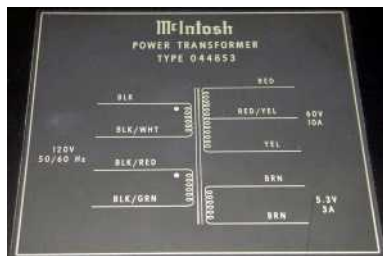 McIntosh
POWER TRANSFORMER
TYPE 044653
RED
BLK
RED/YEL
60V
10A
BLK/WHT
YEL
120V
50/60 Hz
BLK/RED
BRN
BLK/GRN
5.3V
3A
BRN